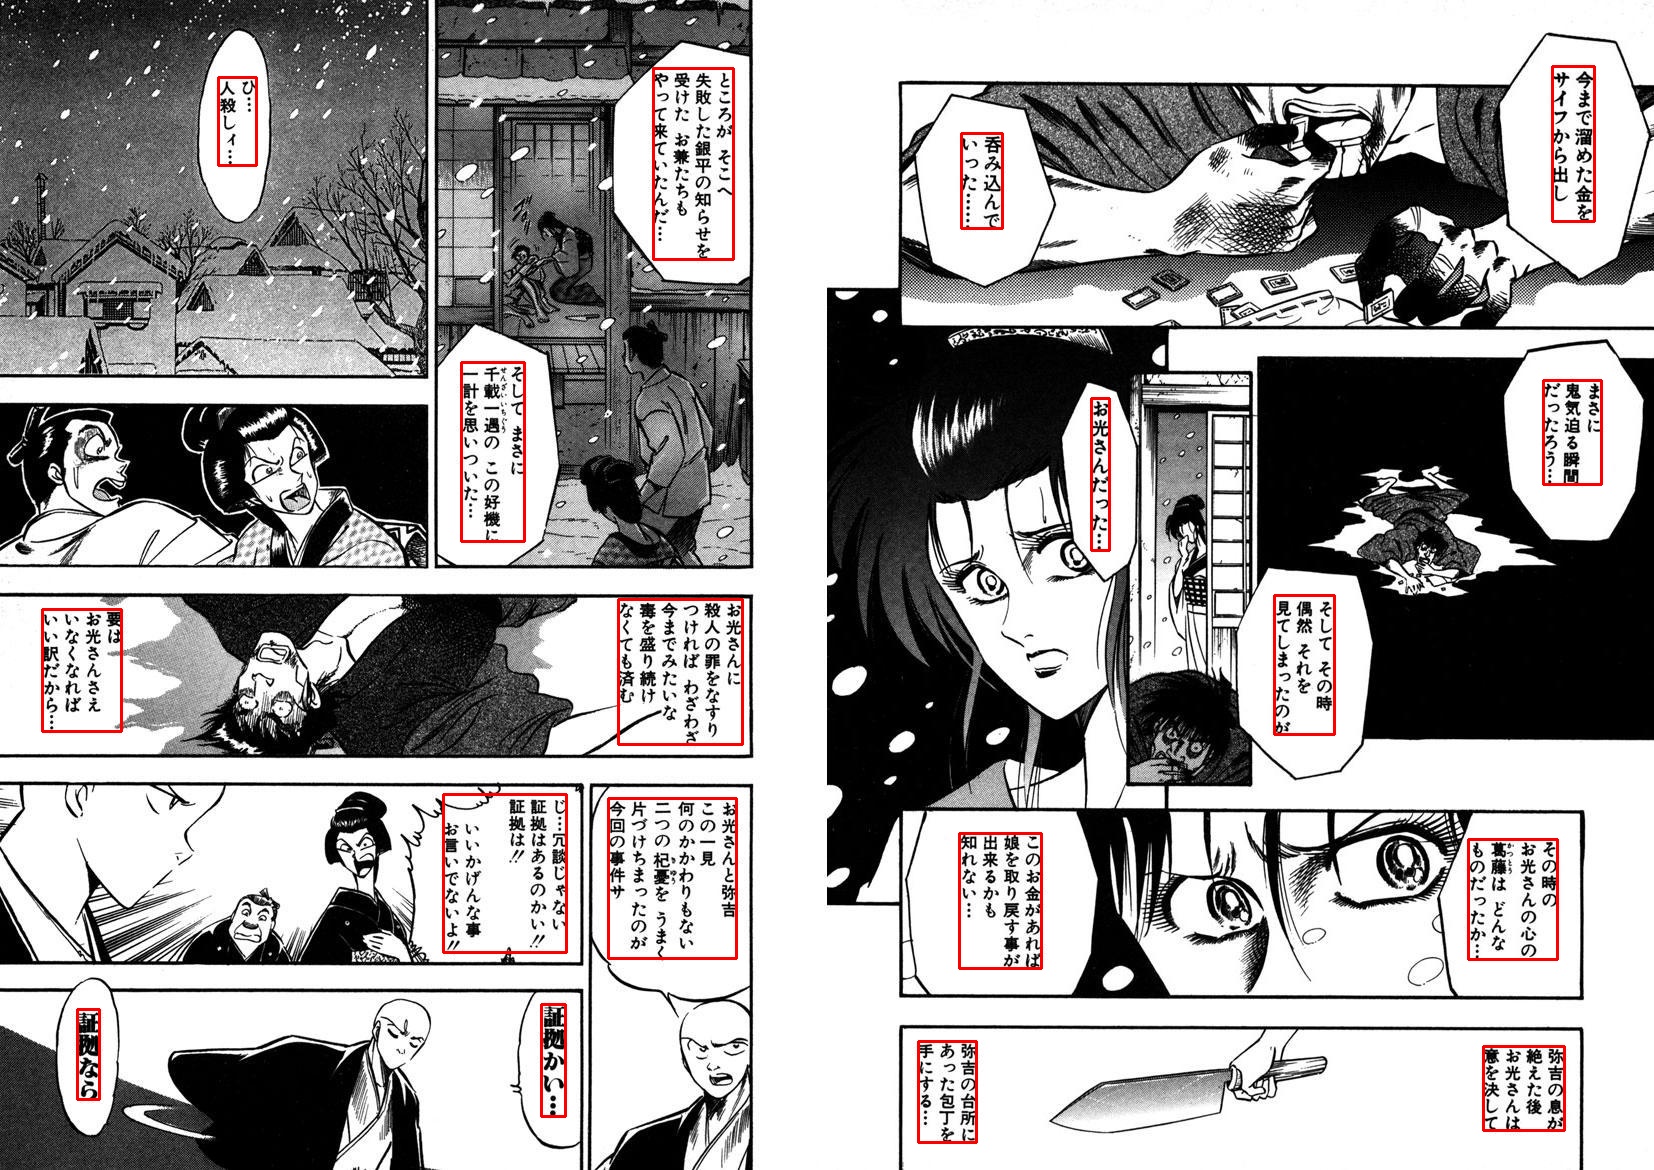 今まで溜めた金を
サイフから出し
呑み込んで
いった……
まさに
鬼気迫る瞬間
だったろう…
お光さんだった…
そして その時
偶然 それを
見てしまったのが
その時の
お光さんの心の
葛藤は どんな
ものだったか…
このお金があれば
娘を取り戻す事が
出来るかも
知れない…
弥吉の息が
絶えた後
お光さんは
意を決して
弥吉の台所に
あった包丁を
手にする…
ところが そこへ
失敗した銀平の知らせを
受けた お兼たちも
やって来ていたんだ…
そして まさに
千載一遇の この好機に
一計を思いついた…
ひ…
人殺しィ…
お光さんに
殺人の罪をなすり
つければ わざわざ
今までみたいな
毒を盛り続け
なくても済む
要は
お光さんさえ
いなくなれば
いい訳だから…
お光さんと弥吉
この一見
何のかかわりもない
二つの杞憂を うま〜く
片づけちまったのが
今回の事件サ
じ…冗談じゃない
証拠はあるのかい!!
証拠は!!
いいかげんな事
お言いでないよ!!
証拠かい…
証拠なら